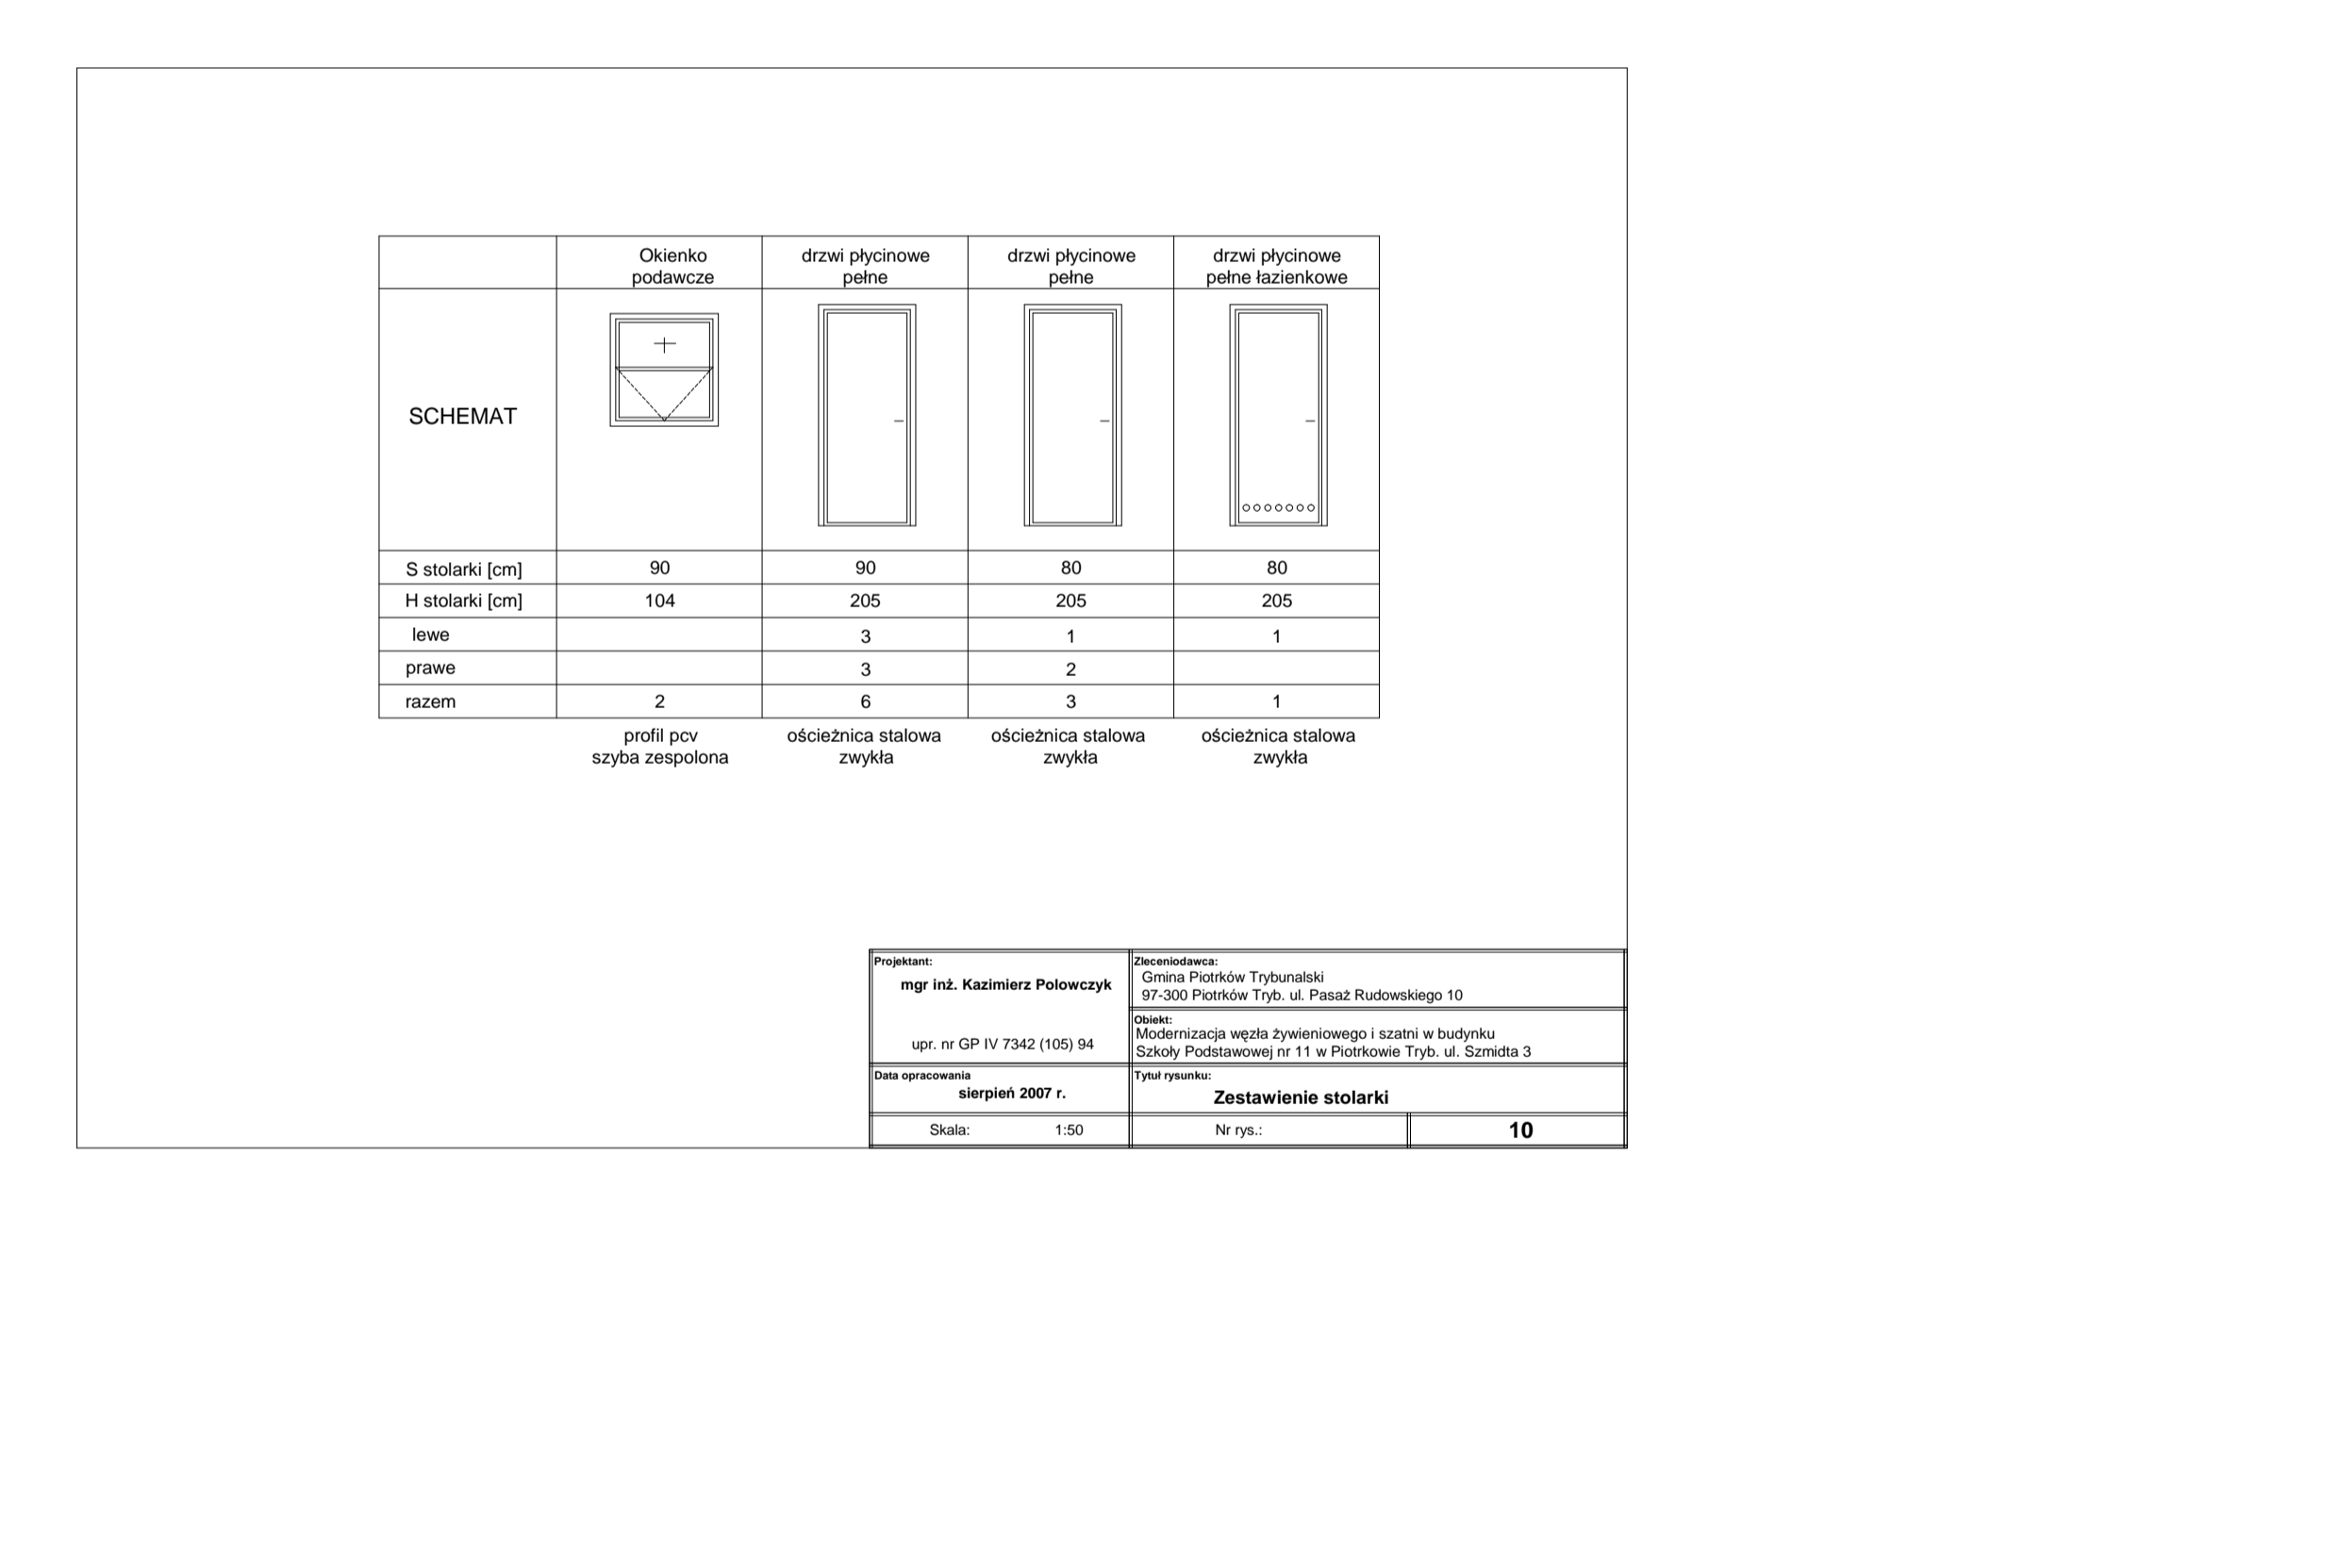 Okienko
podawcze
drzwi płycinowe
pełne
drzwi płycinowe
pełne
drzwi płycinowe
pełne łazienkowe
SCHEMAT
S stolarki [cm] 90 90 80 80
H stolarki [cm] 104 205 205 205
lewe 3 1 1
prawe 3 2
razem 2 6 3 1
profil pcv
szyba zespolona
ościeżnica stalowa
zwykła
ościeżnica stalowa
zwykła
ościeżnica stalowa
zwykła
Projektant:
mgr inż. Kazimierz Polowczyk
upr. nr GP IV 7342 (105) 94
Zleceniodawca:
Gmina Piotrków Trybunalski
97-300 Piotrków Tryb. ul. Pasaż Rudowskiego 10
Obiekt:
Modernizacja węzła żywieniowego i szatni w budynku
Szkoły Podstawowej nr 11 w Piotrkowie Tryb. ul. Szmidta 3
Data opracowania
sierpień 2007 r.
Tytuł rysunku:
Zestawienie stolarki
Skala: 1:50
Nr rys.: 10